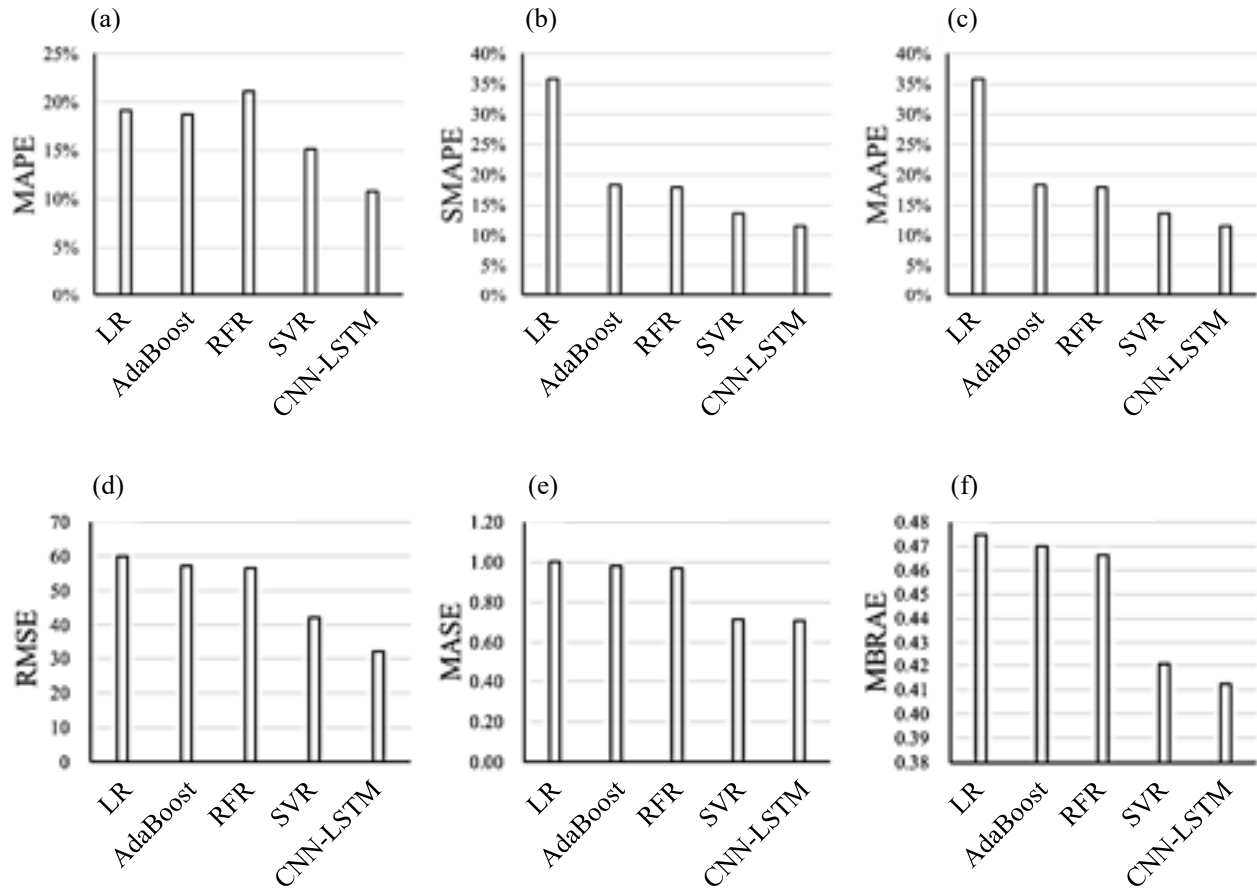 (a)
MAPE
25%
20%
15%
10%
5%
0%
LR
AdaBoost
RFR
SVR
CNN-LSTM
(b)
SMAPE
40%
35%
30%
25%
20%
15%
10%
5%
0%
LR
AdaBoost
RFR
SVR
CNN-LSTM
(c)
MAAPE
40%
35%
30%
25%
20%
15%
10%
5%
0%
LR
AdaBoost
RFR
SVR
CNN-LSTM
(d)
RMSE
70
60
50
40
30
20
10
0
LR
AdaBoost
RFR
SVR
CNN-LSTM
(e)
MASE
1.20
1.00
0.80
0.60
0.40
0.20
0.00
LR
AdaBoost
RFR
SVR
CNN-LSTM
(f)
MBRAE
0.48
0.47
0.46
0.45
0.44
0.43
0.42
0.41
0.40
0.39
0.38
LR
AdaBoost
RFR
SVR
CNN-LSTM